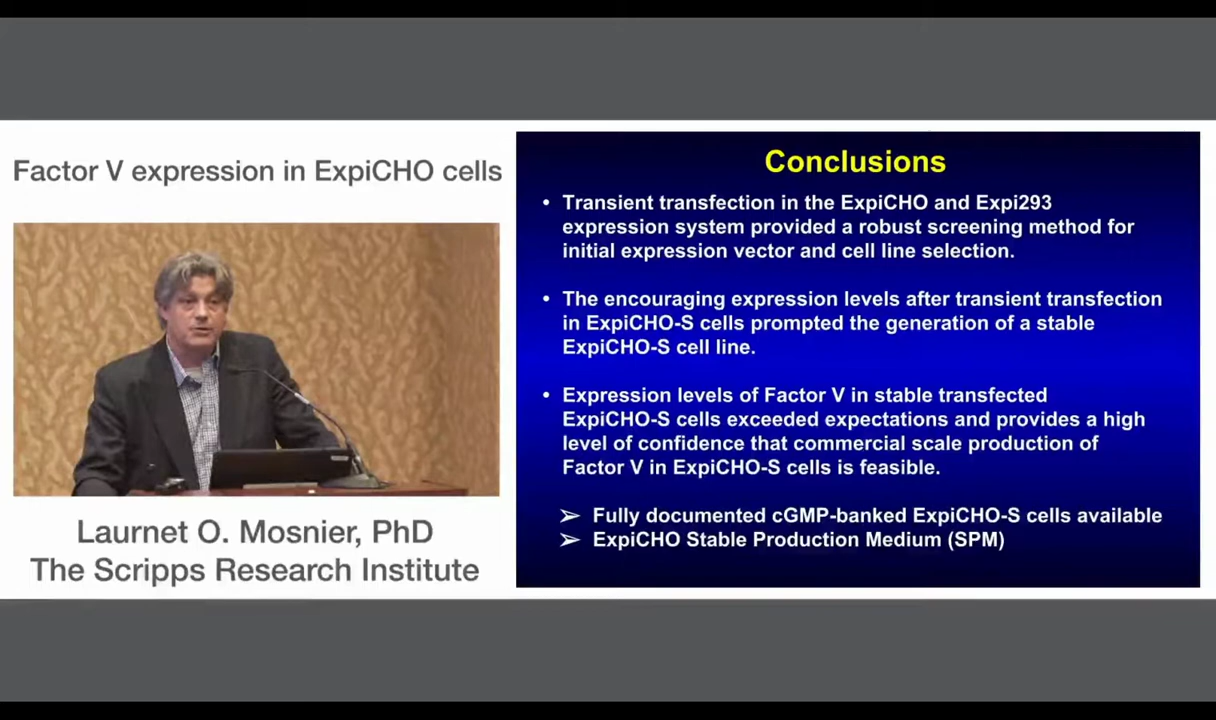 Factor V expression in ExpiCHO cells
Laurnet O. Mosnier, PhD
The Scripps Research Institute
Conclusions
• Transient transfection in the ExpiCHO and Expi293
expression system provided a robust screening method for
initial expression vector and cell line selection.
• The encouraging expression levels after transient transfection
in ExpiCHO-S cells prompted the generation of a stable
ExpiCHO-S cell line.
• Expression levels of Factor V in stable transfected
ExpiCHO-S cells exceeded expectations and provides a high
level of confidence that commercial scale production of
Factor V in ExpiCHO-S cells is feasible.
➢ Fully documented cGMP-banked ExpiCHO-S cells available
➢ ExpiCHO Stable Production Medium (SPM)